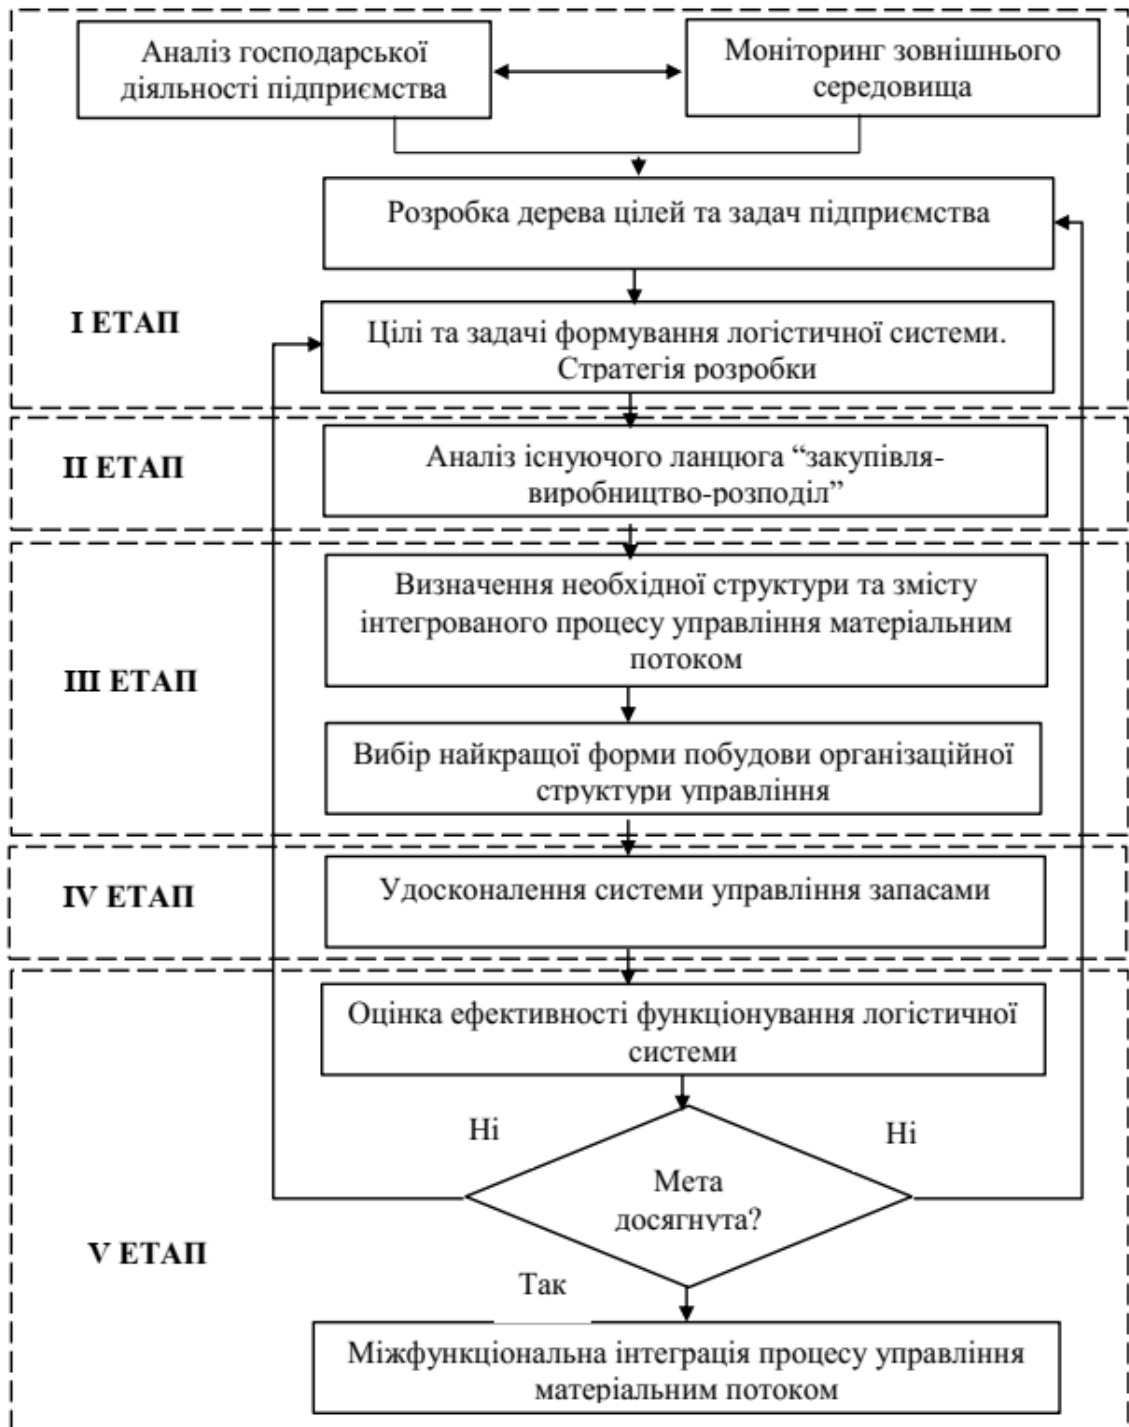 Аналіз господарської
діяльності підприємства
Моніторинг зовнішнього
середовища
Розробка дерева цілей та задач підприємства
І ЕТАП
Цілі та задачі формування логістичної системи.
Стратегія розробки
ІІ ЕТАП
Аналіз існуючого ланцюга “закупівля-
виробництво-розподіл”
Визначення необхідної структури та змісту
інтегрованого процесу управління матеріальним
потоком
ІІІ ЕТАП
Вибір найкращої форми побудови організаційної
структури управління
IV ЕТАП
Удосконалення системи управління запасами
Оцінка ефективності функціонування логістичної
системи
Ні
Ні
Мета
досягнута?
V ЕТАП
Так
Міжфункціональна інтеграція процесу управління
матеріальним потоком